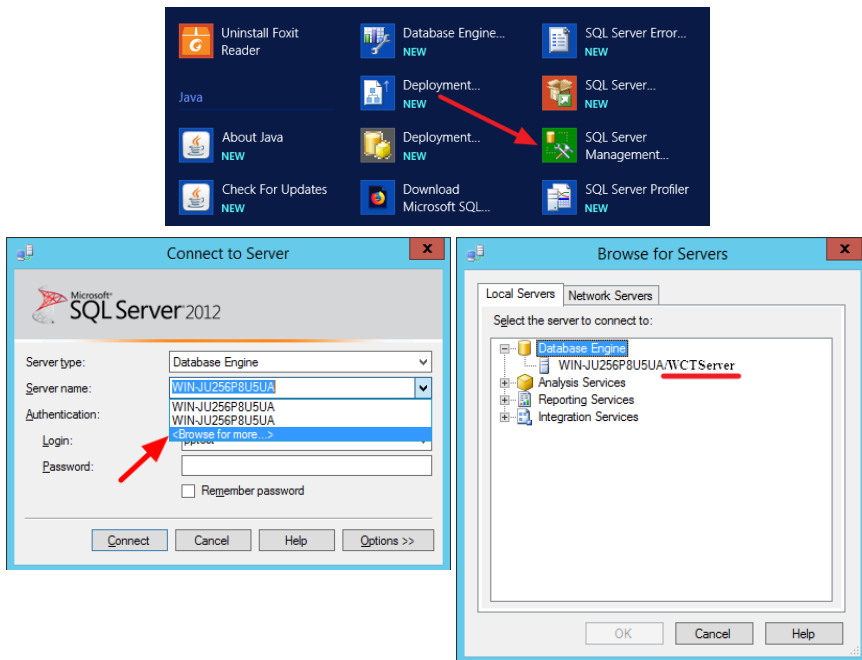 Uninstall Foxit
Reader
Java
About Java
NEW
Check For Updates
NEW
Database Engine...
NEW
Deployment...
NEW
Deployment...
NEW
Download
Microsoft SQL...
SQL Server Error...
NEW
SQL Server...
NEW
SQL Server
Management...
SQL Server Profiler
NEW
Connect to Server
x
Microsoft®
SQL Server® 2012
Server type:
Database Engine
Server name:
WIN-JU256P8U5UA
WIN-JU256P8U5UA
WIN-JU256P8U5UA
<Browse for more...>
Authentication:
Login:
Password:
Remember password
Connect
Cancel
Help
Options >>
Browse for Servers
x
Local Servers
Network Servers
Select the server to connect to:
Database Engine
WIN-JU256P8U5UA/WCTServer
Analysis Services
Reporting Services
Integration Services
OK
Cancel
Help